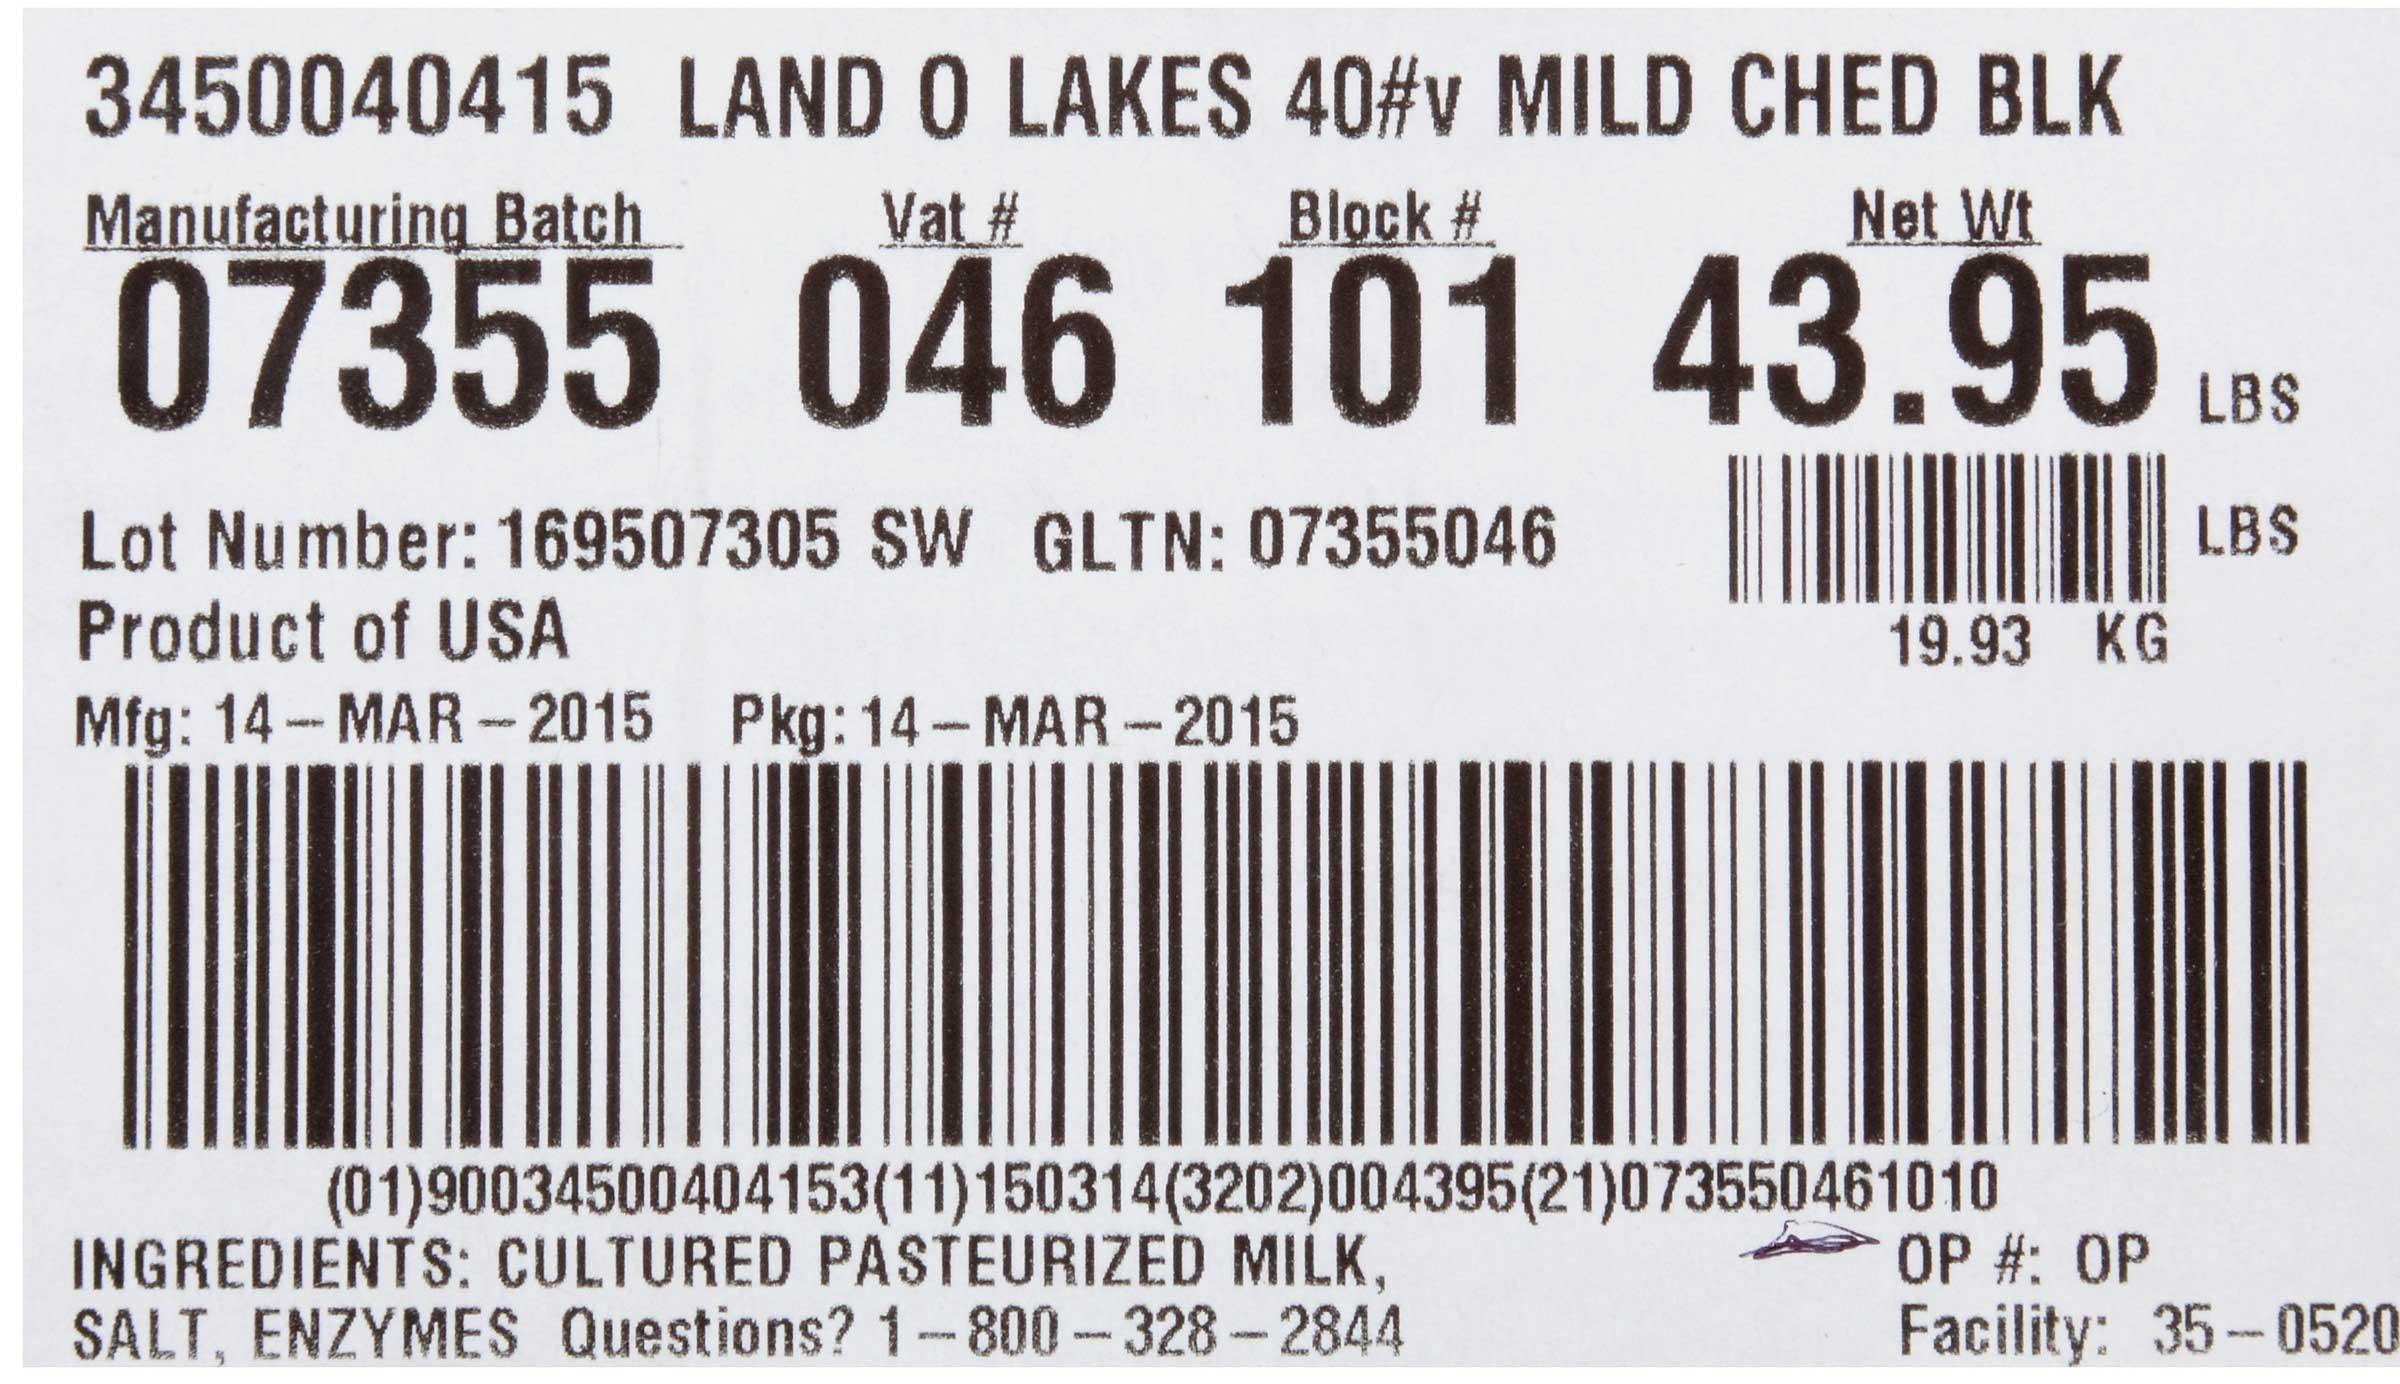 3450040415 LAND O LAKES 40#v MILD CHED BLK
Manufacturing Batch Vat # Block # Net Wt
07355 046 101 43.95 LBS
Lot Number: 169507305 SW GLTN: 07355046 LBS
Product of USA 19.93 KG
Mfg: 14-MAR-2015 Pkg: 14-MAR-2015
(01)90034500404153(11)150314(3202)004395(21)073550461010
INGREDIENTS: CULTURED PASTEURIZED MILK, OP #: OP
SALT, ENZYMES Questions? 1-800-328-2844 Facility: 35-0520